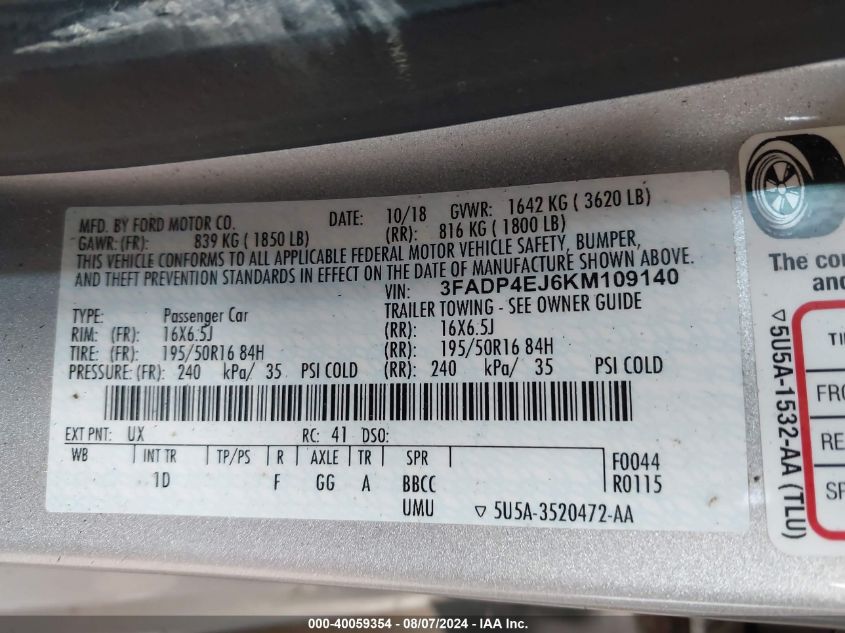 MFD. BY FORD MOTOR CO. DATE: 10/18 GVWR: 1642 KG ( 3620 LB)
GAWR: (FR): 839 KG ( 1850 LB) (RR): 816 KG ( 1800 LB)
THIS VEHICLE CONFORMS TO ALL APPLICABLE FEDERAL MOTOR VEHICLE SAFETY, BUMPER,
AND THEFT PREVENTION STANDARDS IN EFFECT ON THE DATE OF MANUFACTURE SHOWN ABOVE.
VIN: 3FADP4EJ6KM109140
TYPE: Passenger Car TRAILER TOWING - SEE OWNER GUIDE
RIM: (FR): 16X6.5J (RR): 16X6.5J
TIRE: (FR): 195/50R16 84H (RR): 195/50R16 84H
PRESSURE: (FR): 240 kPa/ 35 PSI COLD (RR): 240 kPa/ 35 PSI COLD
EXT PNT: UX RC: 41 DSO:
WB INT TR TP/PS R AXLE TR SPR
1D F GG A BBCC
UMU
F0044
R0115
▽ 5U5A-3520472-AA
The
and
▽5U5A-1532-AA (TLU)
000-40059354 - 08/07/2024 - IAA Inc.